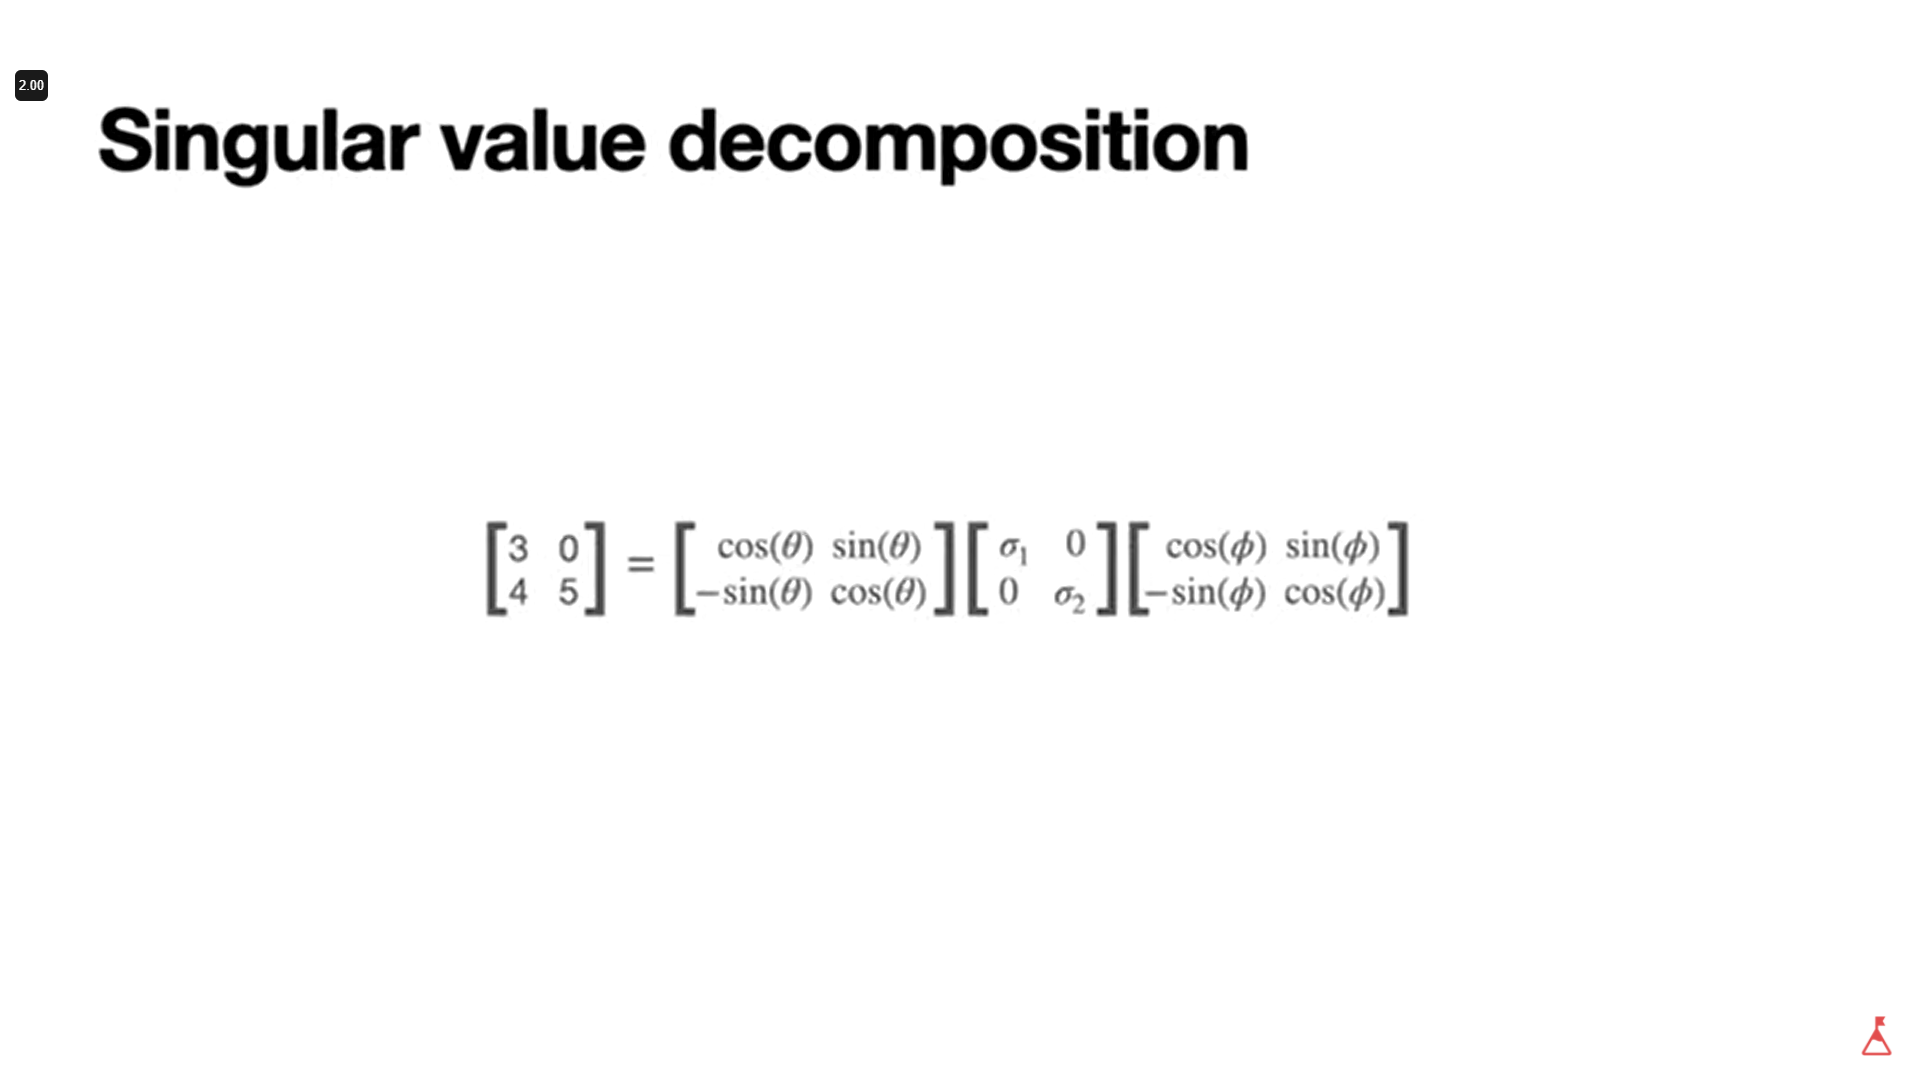 2.00
Singular value decomposition
[3 0] = [cos(θ) sin(θ)] [σ₁ 0] [cos(ϕ) sin(ϕ)]
[4 5] [−sin(θ) cos(θ)] [0 σ₂] [−sin(ϕ) cos(ϕ)]